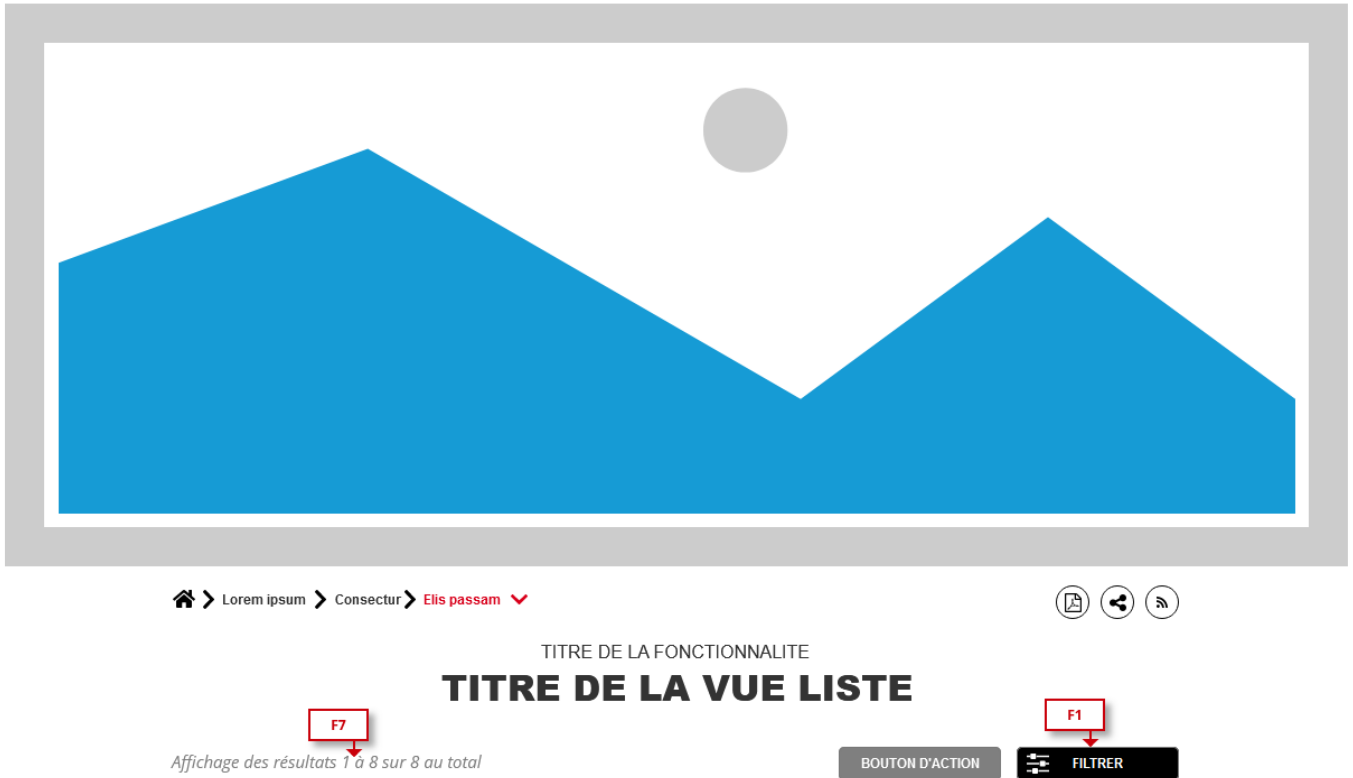 Lorem ipsum Consectur Elis passam
TITRE DE LA FONCTIONNALITE
TITRE DE LA VUE LISTE
F7
F1
Affichage des résultats 1 à 8 sur 8 au total
BOUTON D'ACTION
FILTRER